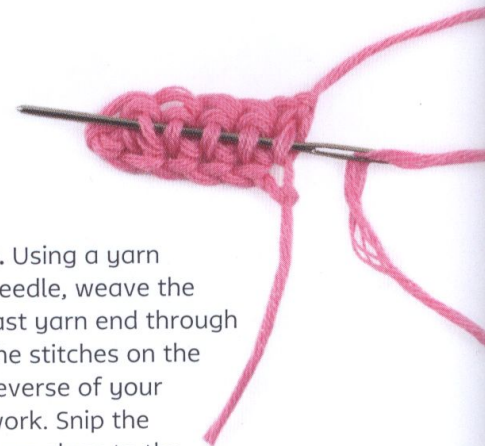 . Using a yarn
eedle, weave the
ast yarn end through
he stitches on the
everse of your
work. Snip the